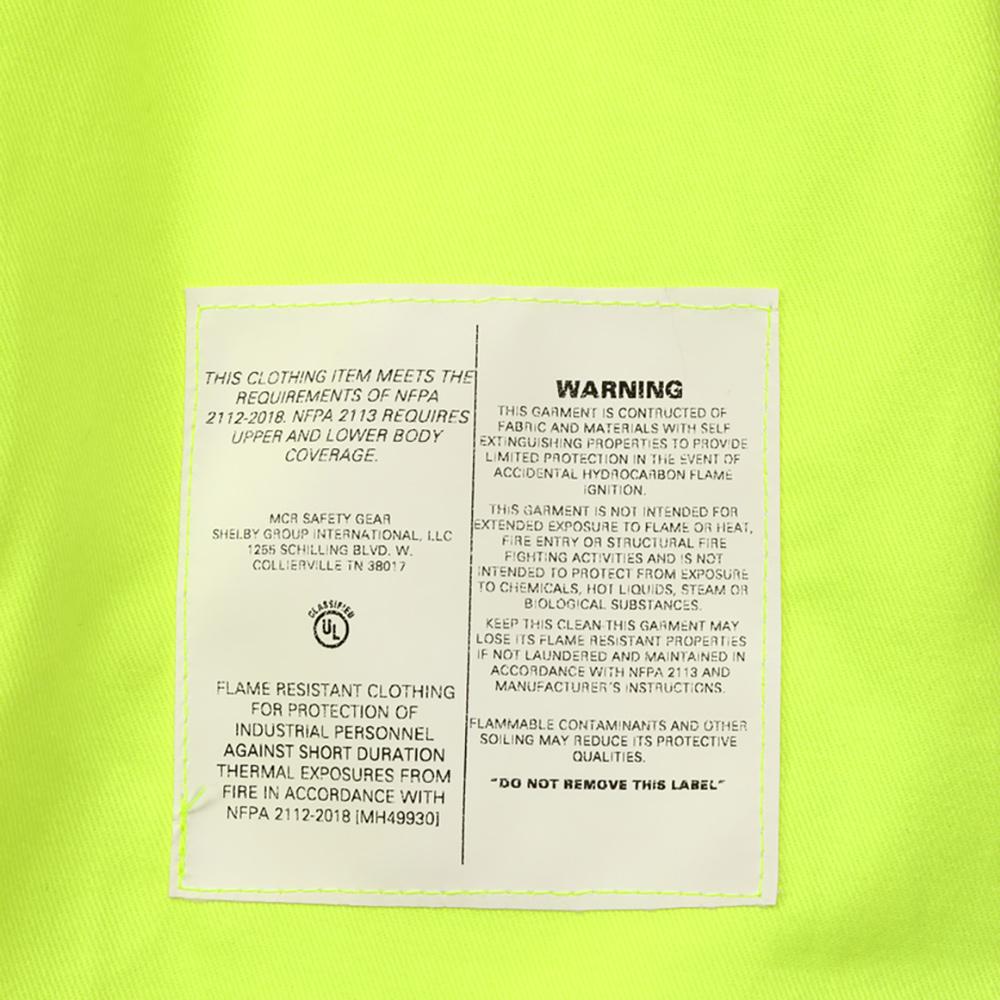 THIS CLOTHING ITEM MEETS THE
REQUIREMENTS OF NFPA
2112-2018. NFPA 2113 REQUIRES
UPPER AND LOWER BODY
COVERAGE.
MCR SAFETY GEAR
SHELBY GROUP INTERNATIONAL, LLC
1255 SCHILLING BLVD. W.
COLLIERVILLE TN 38017
CLASSIFIED
UL
FLAME RESISTANT CLOTHING
FOR PROTECTION OF
INDUSTRIAL PERSONNEL
AGAINST SHORT DURATION
THERMAL EXPOSURES FROM
FIRE IN ACCORDANCE WITH
NFPA 2112-2018 [MH49930]
WARNING
THIS GARMENT IS CONTRUCTED OF
FABRIC AND MATERIALS WITH SELF
EXTINGUISHING PROPERTIES TO PROVIDE
LIMITED PROTECTION IN THE EVENT OF
ACCIDENTAL HYDROCARBON FLAME
IGNITION.
THIS GARMENT IS NOT INTENDED FOR
EXTENDED EXPOSURE TO FLAME OR HEAT,
FIRE ENTRY OR STRUCTURAL FIRE
FIGHTING ACTIVITIES AND IS NOT
INTENDED TO PROTECT FROM EXPOSURE
TO CHEMICALS, HOT LIQUIDS, STEAM OR
BIOLOGICAL SUBSTANCES.
KEEP THIS CLEAN-THIS GARMENT MAY
LOSE ITS FLAME RESISTANT PROPERTIES
IF NOT LAUNDERED AND MAINTAINED IN
ACCORDANCE WITH NFPA 2113 AND
MANUFACTURER'S INSTRUCTIONS.
FLAMMABLE CONTAMINANTS AND OTHER
SOILING MAY REDUCE ITS PROTECTIVE
QUALITIES.
"DO NOT REMOVE THIS LABEL"